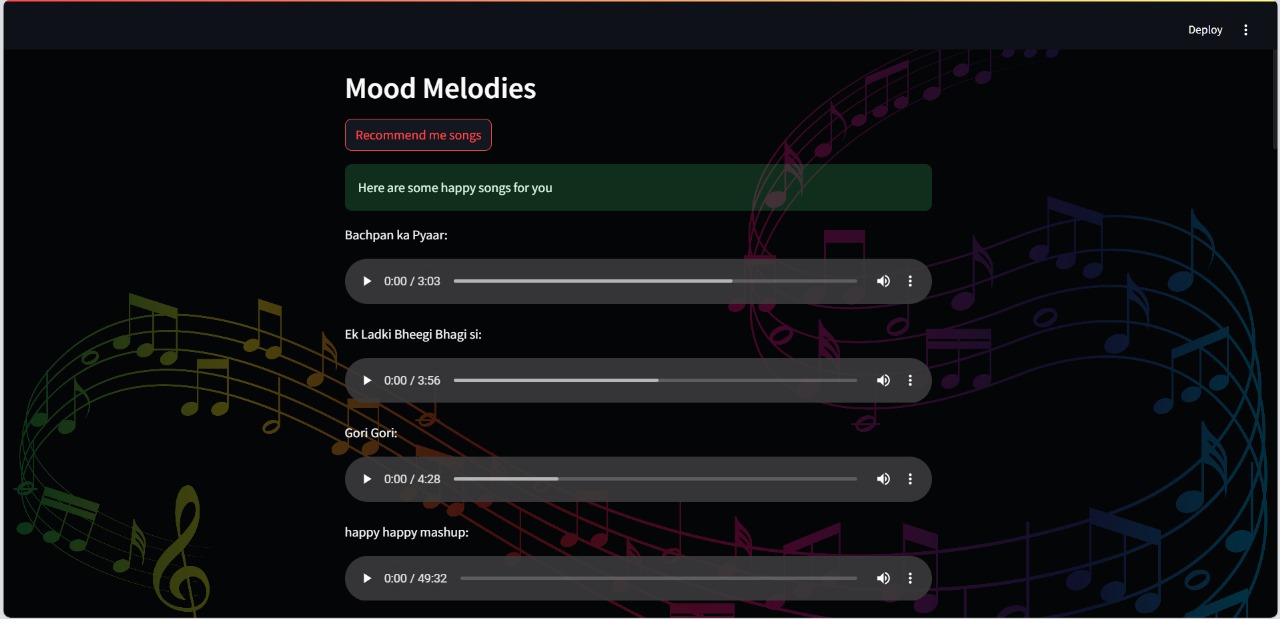 Deploy
Mood Melodies
Recommend me songs
Here are some happy songs for you
Bachpan ka Pyaar:
0:00 / 3:03
Ek Ladki Bheegi Bhagi si:
0:00 / 3:56
Gori Gori:
0:00 / 4:28
happy happy mashup:
0:00 / 49:32